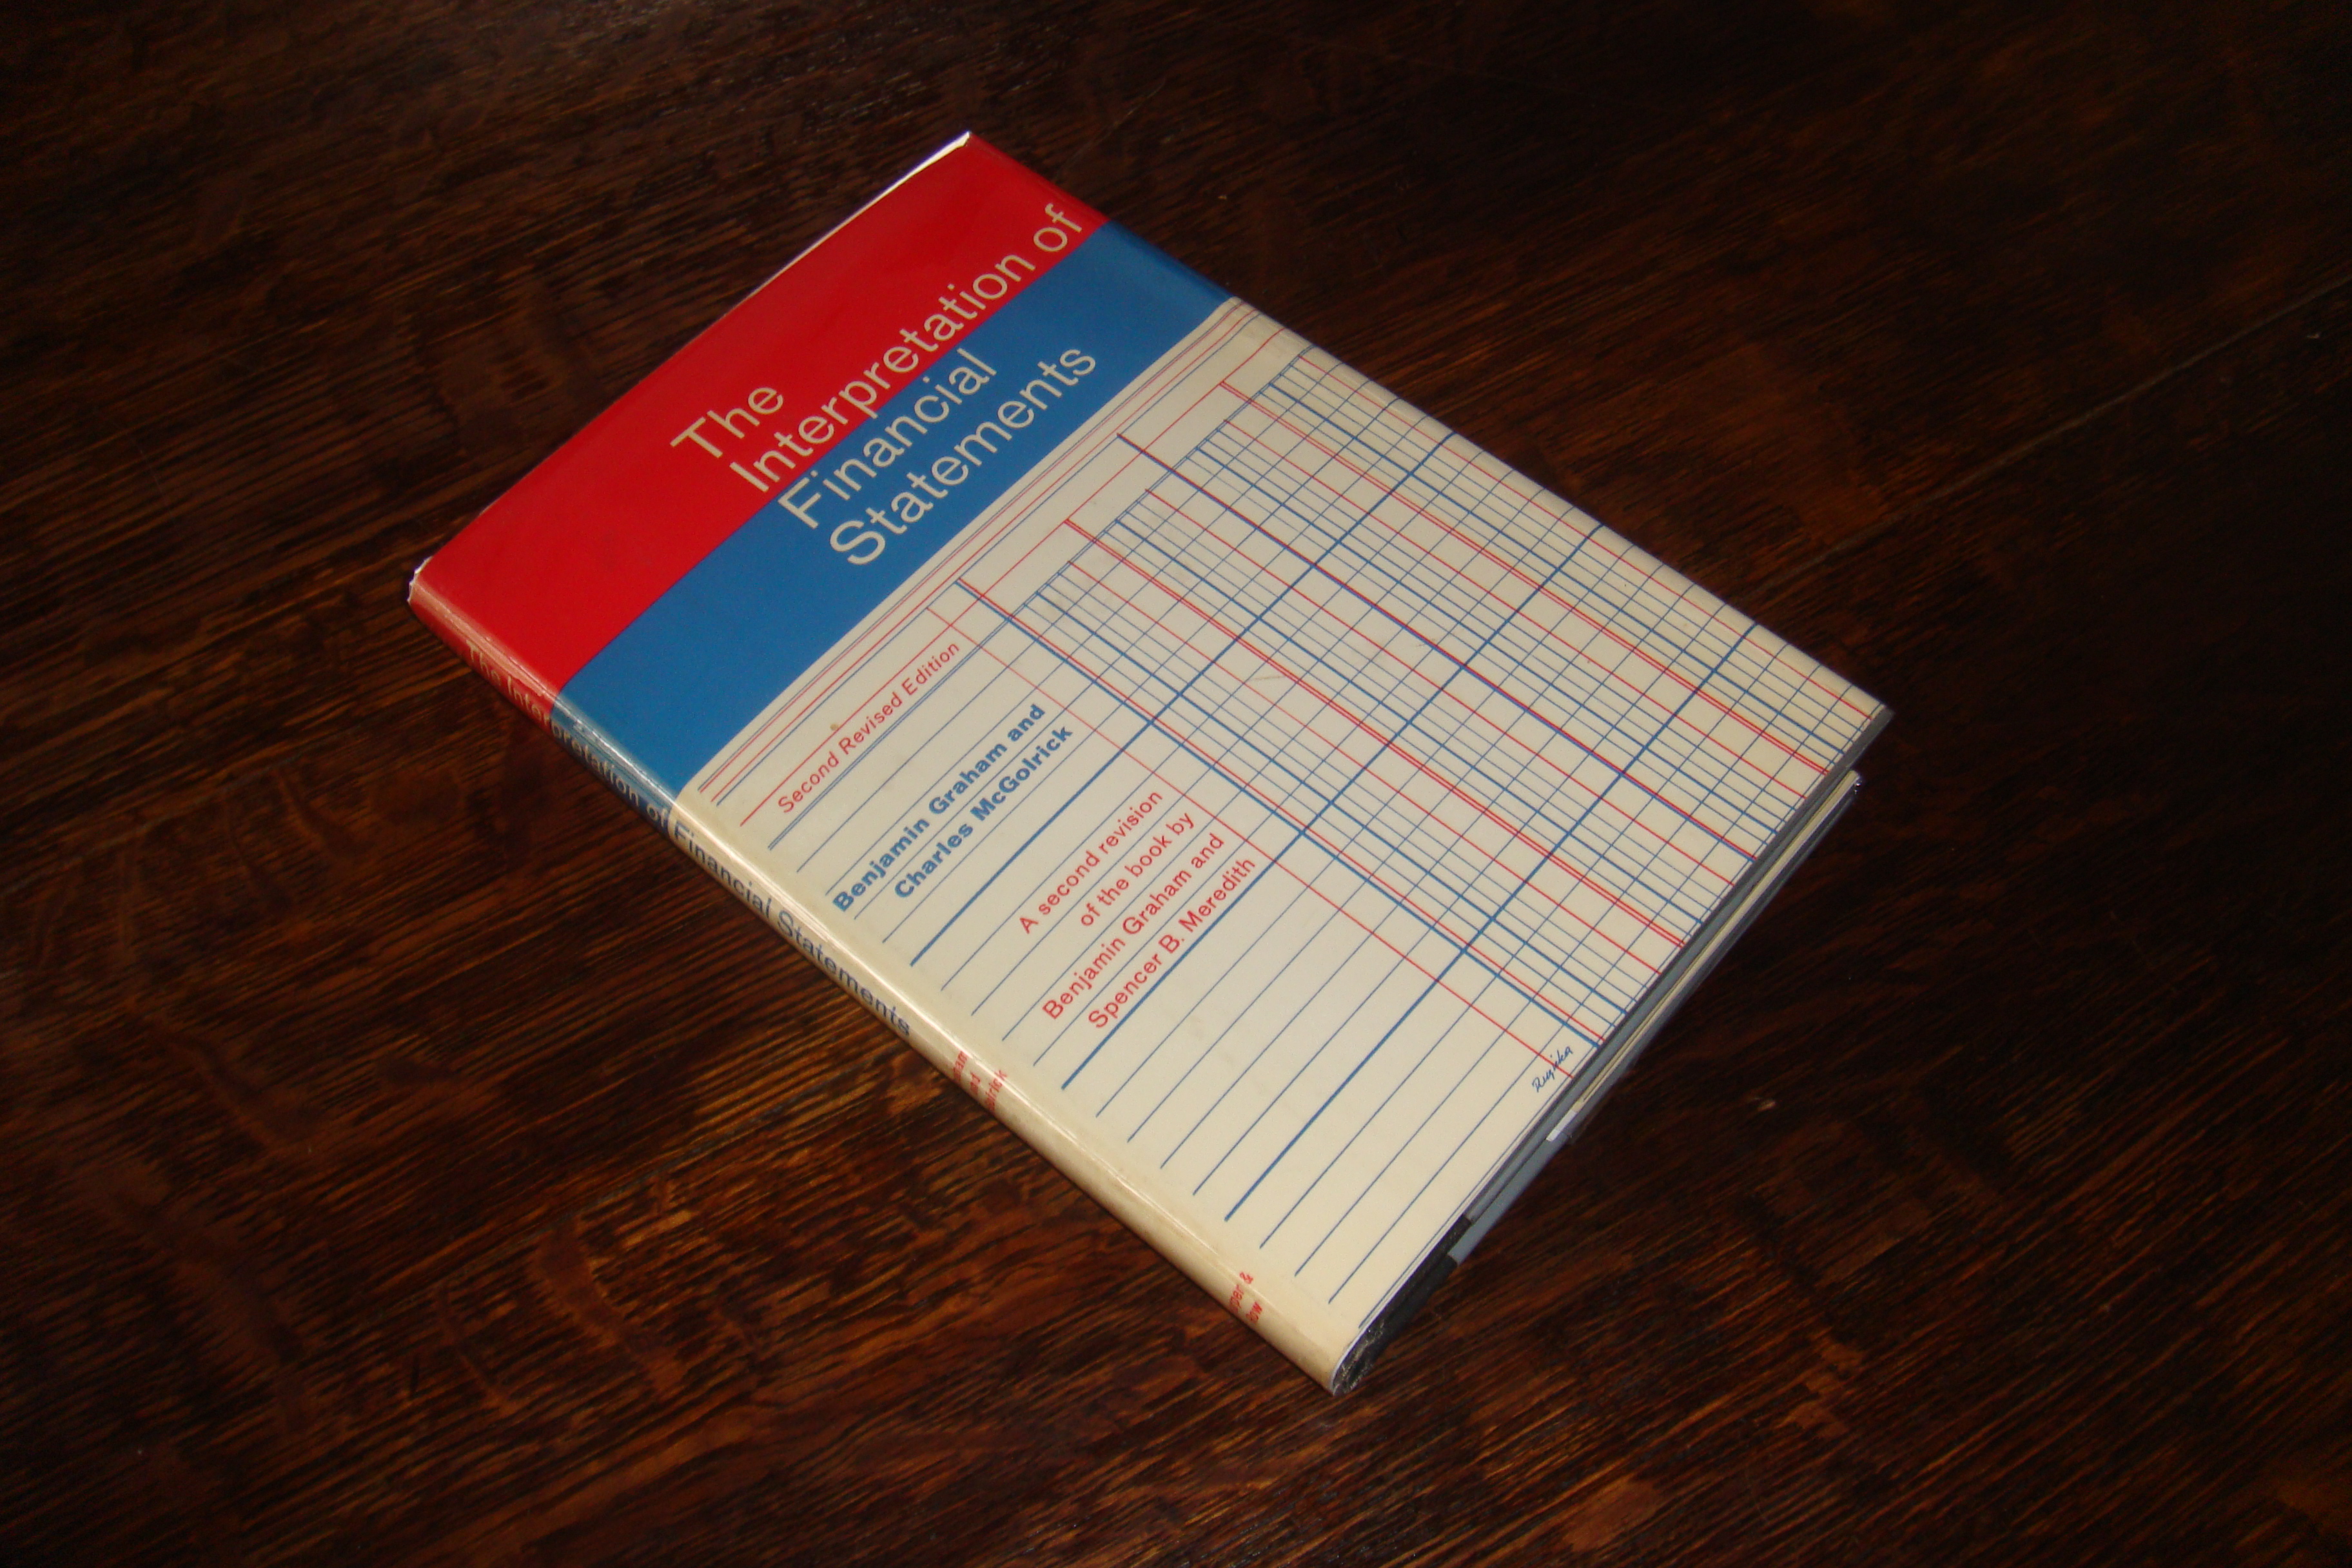 The
Interpretation of
Financial
Statements
Second Revised Edition
Benjamin Graham and
Charles McGolrick
A second revision
of the book by
Benjamin Graham and
Spencer B. Meredith
The Interpretation of Financial Statements
and
&